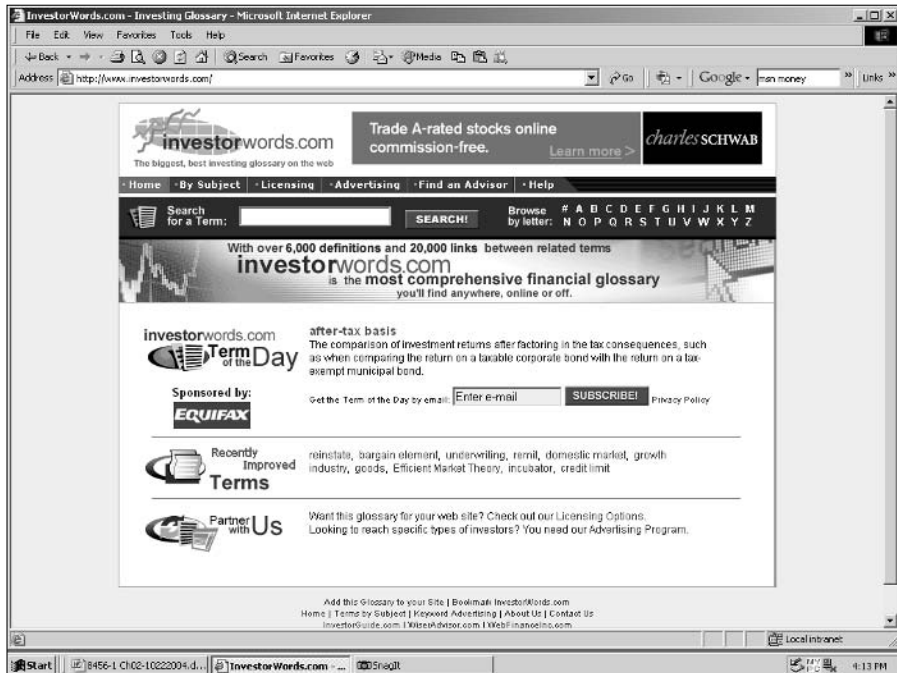 InvestorWords.com - Investing Glossary - Microsoft Internet Explorer
File Edit View Favorites Tools Help
Back Search Favorites Media
Address http://www.investorwords.com/ Go Google msn money Links
investorwords.com
The biggest, best investing glossary on the web
Trade A-rated stocks online
commission-free. Learn more >
charles SCHWAB
Home By Subject Licensing Advertising Find an Advisor Help
Search
for a Term: SEARCH!
Browse
by letter:
# A B C D E F G H I J K L M
N O P Q R S T U V W X Y Z
With over 6,000 definitions and 20,000 links between related terms
investorwords.com
is the most comprehensive financial glossary
you'll find anywhere, online or off.
investorwords.com
Term of the Day
Sponsored by:
EQUIFAX
after-tax basis
The comparison of investment returns after factoring in the tax consequences, such
as when comparing the return on a taxable corporate bond with the return on a tax-
exempt municipal bond.
Get the Term of the Day by email: Enter e-mail SUBSCRIBE! Privacy Policy
Recently
Improved
Terms
reinstate, bargain element, underwriting, remit, domestic market, growth
industry, goods, Efficient Market Theory, incubator, credit limit
Partner
with Us
Want this glossary for your web site? Check out our Licensing Options.
Looking to reach specific types of investors? You need our Advertising Program.
Add this Glossary to your Site | Bookmark InvestorWords.com
Home | Terms by Subject | Keyword Advertising | About Us | Contact Us
InvestorGuide.com | WiseAdvisor.com | WebFinanceInc.com
Local intranet
Start 8456-1 Ch02-10222004.d... InvestorWords.com - ... SnagIt 4:13 PM